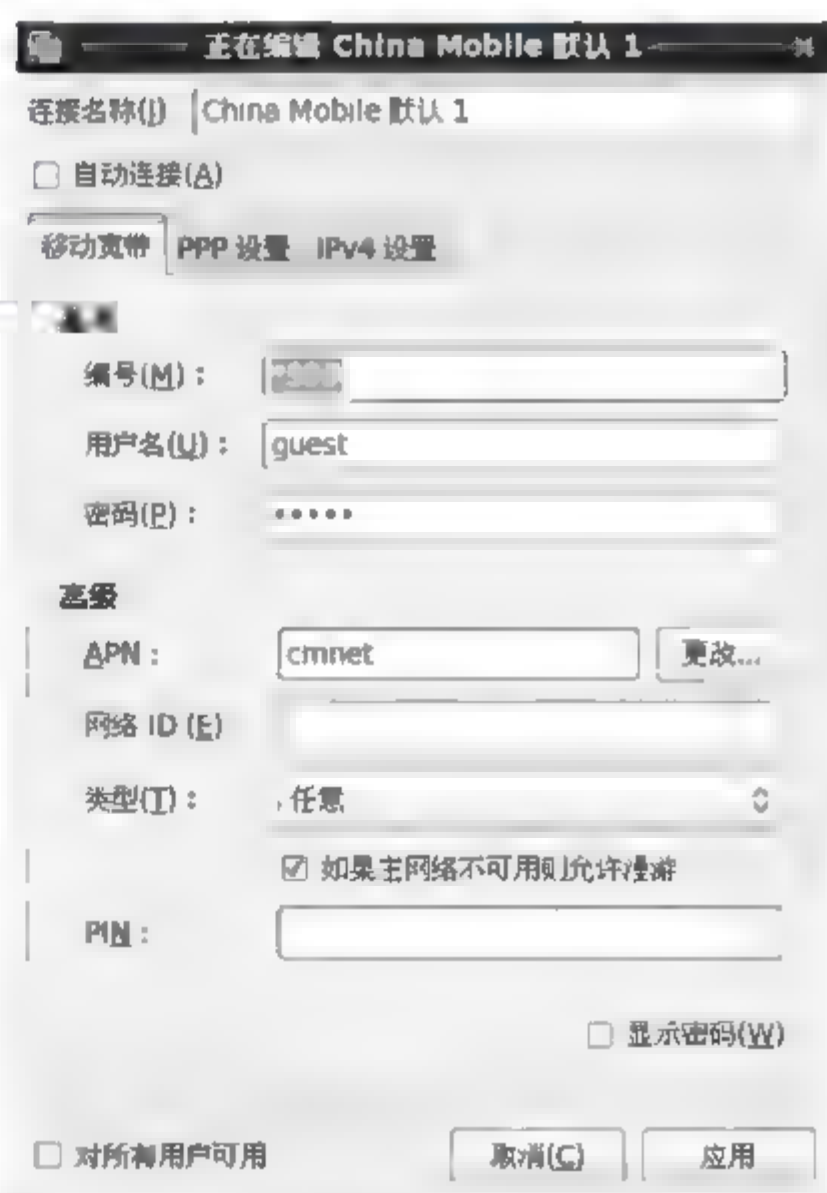 正在编辑 China Mobile 默认 1
连接名称(I) China Mobile 默认 1
自动连接(A)
移动宽带 PPP 设置 IPv4 设置
编号(M)：
用户名(U)： guest
密码(P)： •••••
高级
APN： cmnet 更改...
网络 ID (E)
类型(T)： 任意
如果主网络不可用则允许漫游
PIN：
显示密码(W)
对所有用户可用 取消(C) 应用